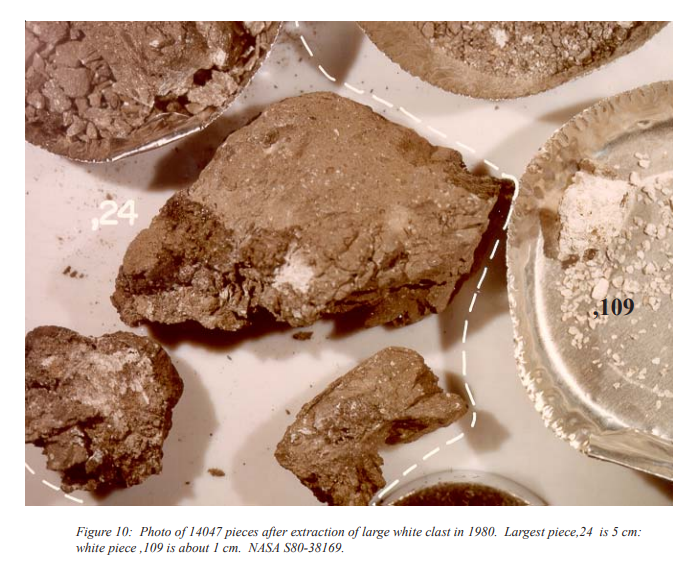 ,24
,109
Figure 10: Photo of 14047 pieces after extraction of large white clast in 1980. Largest piece,24 is 5 cm:
white piece ,109 is about 1 cm. NASA S80-38169.